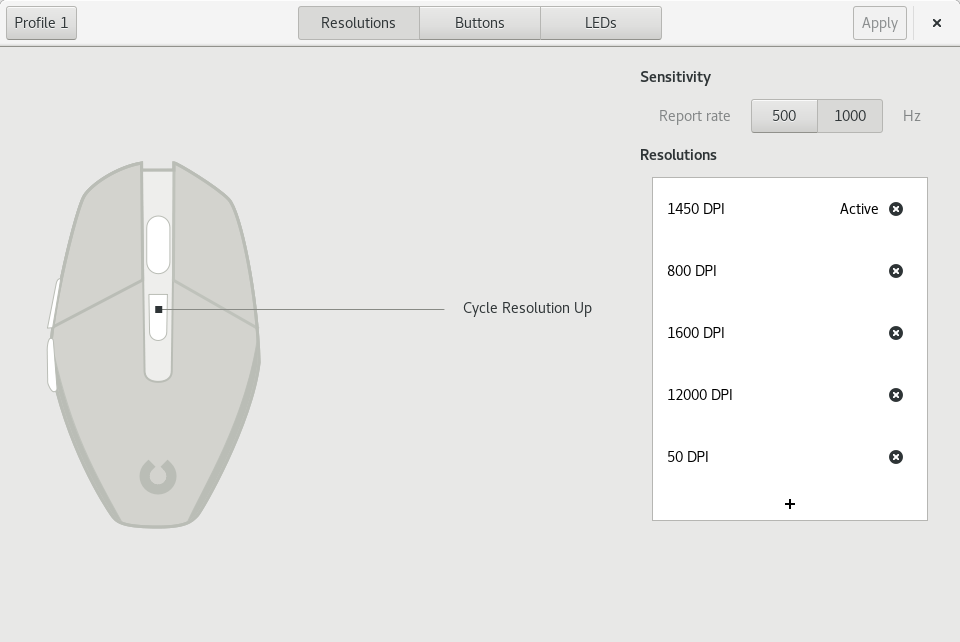 Profile 1
Resolutions
Buttons
LEDs
Apply
Sensitivity
Report rate 500 1000 Hz
Resolutions
1450 DPI Active
800 DPI
Cycle Resolution Up
1600 DPI
12000 DPI
50 DPI